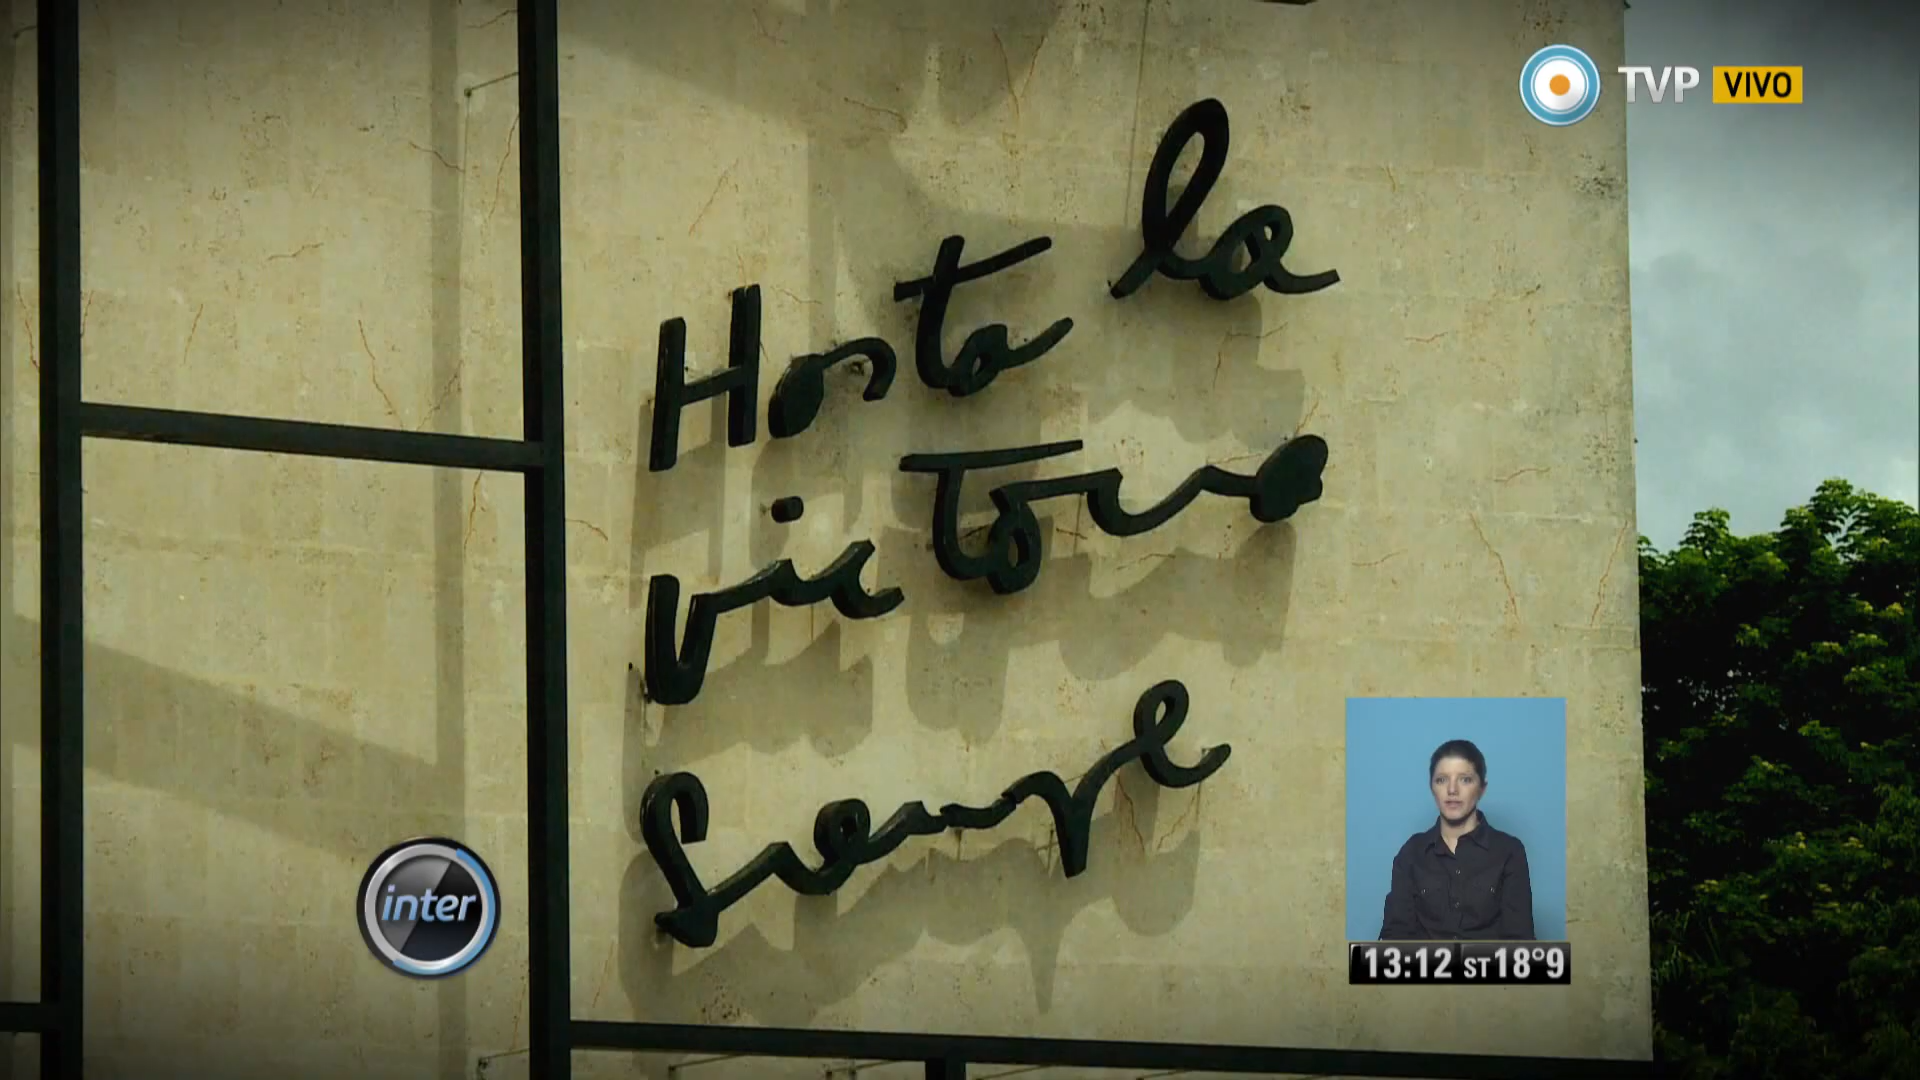 TVP VIVO
Hasta la
victoria
Siempre
inter
13:12 ST 18°9